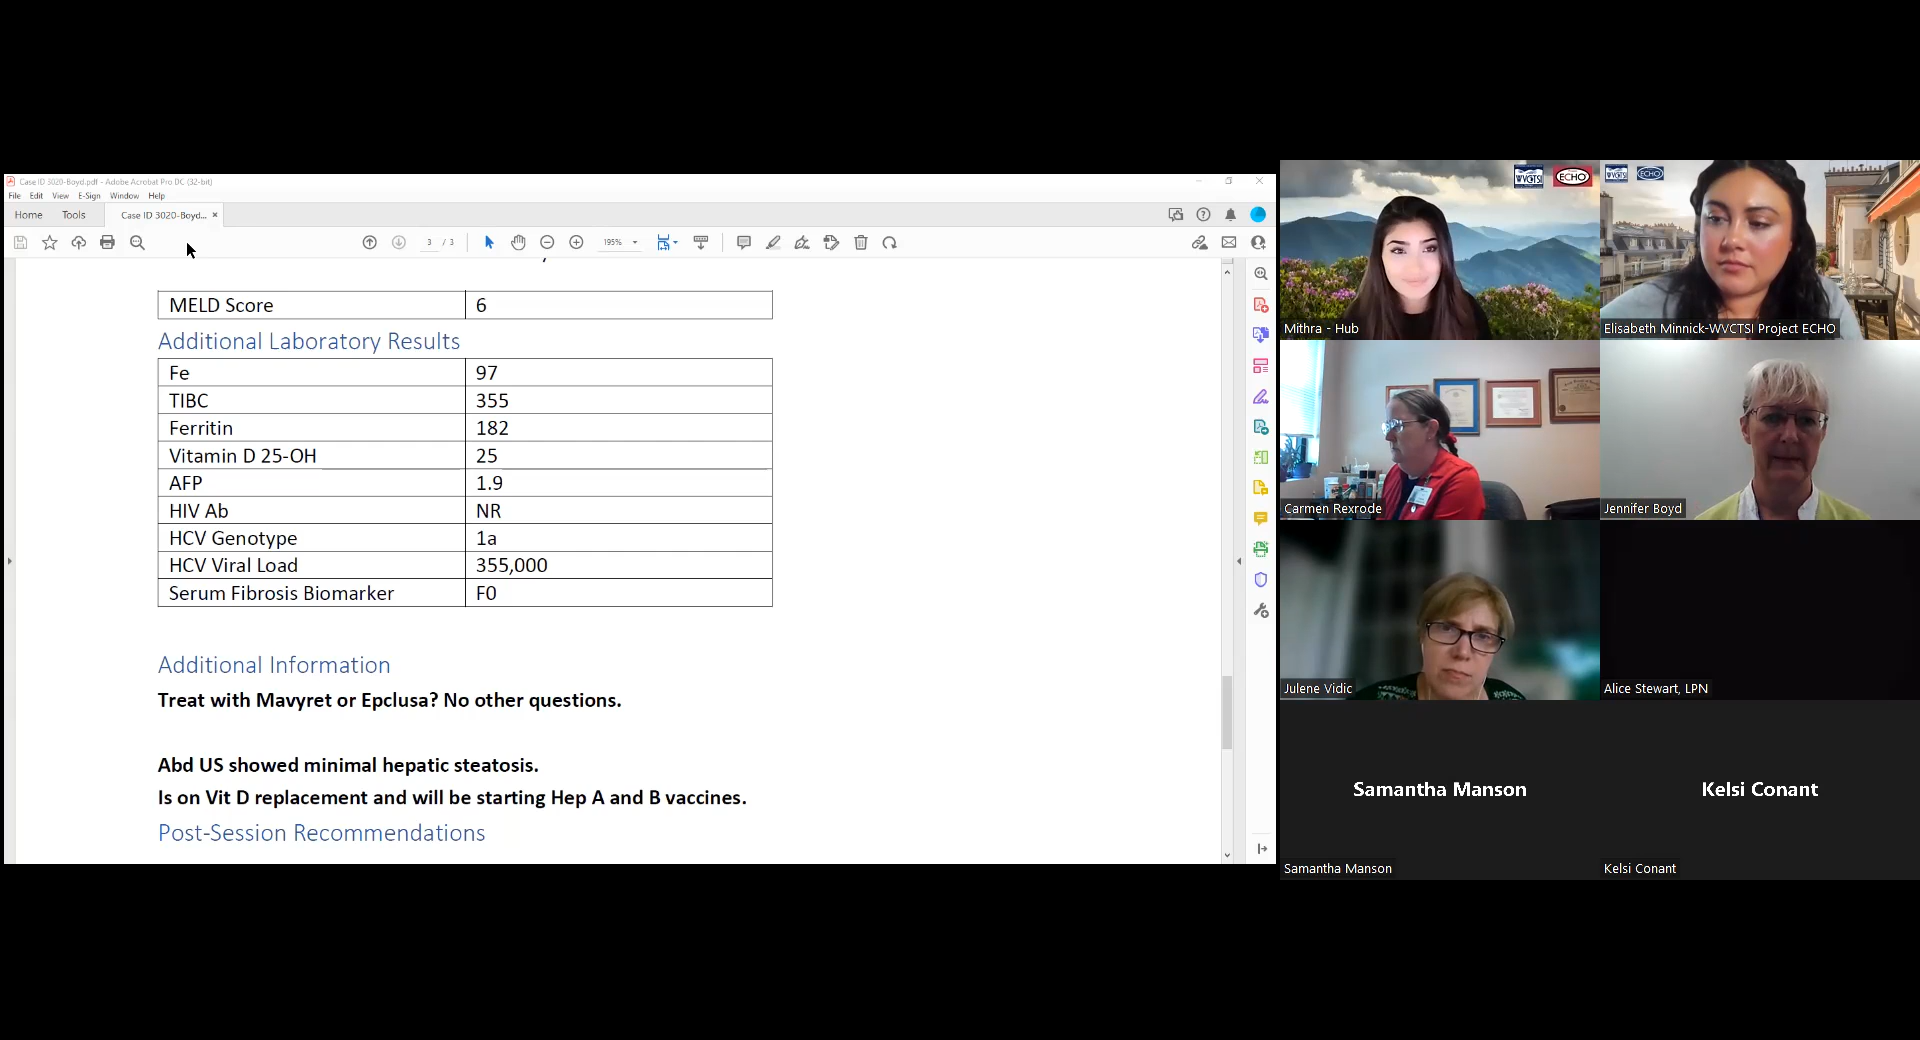 Case ID 3020-Boyd.pdf - Adobe Acrobat Pro DC (32-bit)
File Edit View E-Sign Window Help
Home Tools Case ID 3020-Boyd... ×
3 / 3 195%
MELD Score 6
Additional Laboratory Results
Fe 97
TIBC 355
Ferritin 182
Vitamin D 25-OH 25
AFP 1.9
HIV Ab NR
HCV Genotype 1a
HCV Viral Load 355,000
Serum Fibrosis Biomarker F0
Additional Information
Treat with Mavyret or Epclusa? No other questions.
Abd US showed minimal hepatic steatosis.
Is on Vit D replacement and will be starting Hep A and B vaccines.
Post-Session Recommendations
WVCTSI ECHO
WVCTSI ECHO
Mithra - Hub
Elisabeth Minnick-WVCTSI Project ECHO
Carmen Rexrode
Jennifer Boyd
Julene Vidic
Alice Stewart, LPN
Samantha Manson
Kelsi Conant
Samantha Manson
Kelsi Conant